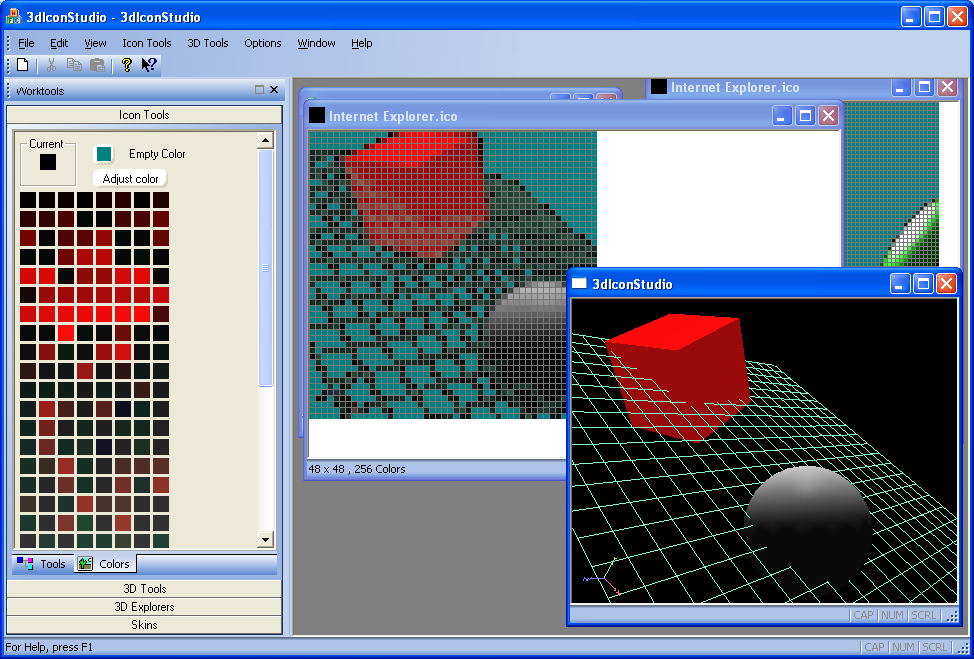 3dIconStudio - 3dIconStudio
File Edit View Icon Tools 3D Tools Options Window Help
Worktools
Icon Tools
Current
Empty Color
Adjust color
Tools Colors
3D Tools
3D Explorers
Skins
Internet Explorer.ico
Internet Explorer.ico
48 x 48 , 256 Colors
3dIconStudio
CAP NUM SCRL
For Help, press F1
CAP NUM SCRL